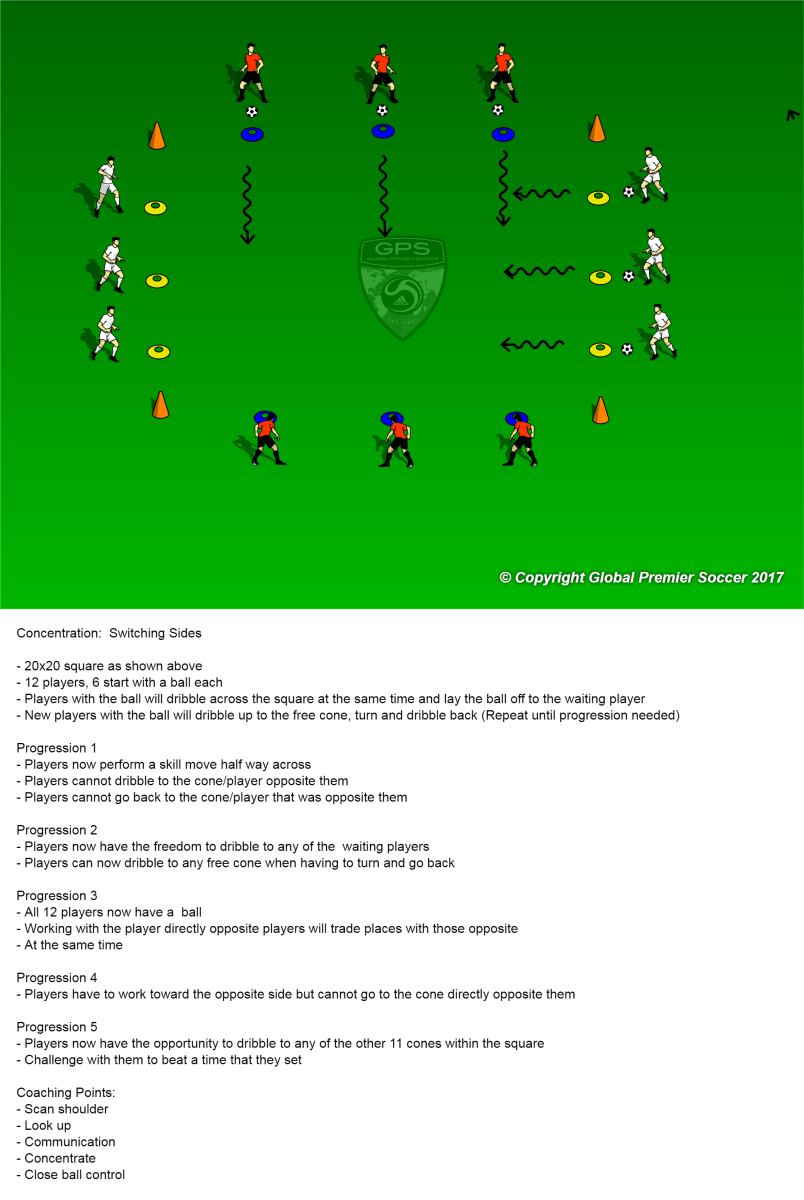 GPS
GLOBAL PREMIER SOCCER
adidas
© Copyright Global Premier Soccer 2017
Concentration:  Switching Sides
- 20x20 square as shown above
- 12 players, 6 start with a ball each
- Players with the ball will dribble across the square at the same time and lay the ball off to the waiting player
- New players with the ball will dribble up to the free cone, turn and dribble back (Repeat until progression needed)
Progression 1
- Players now perform a skill move half way across
- Players cannot dribble to the cone/player opposite them
- Players cannot go back to the cone/player that was opposite them
Progression 2
- Players now have the freedom to dribble to any of the  waiting players
- Players can now dribble to any free cone when having to turn and go back
Progression 3
- All 12 players now have a  ball
- Working with the player directly opposite players will trade places with those opposite
- At the same time
Progression 4
- Players have to work toward the opposite side but cannot go to the cone directly opposite them
Progression 5
- Players now have the opportunity to dribble to any of the other 11 cones within the square
- Challenge with them to beat a time that they set
Coaching Points:
- Scan shoulder
- Look up
- Communication
- Concentrate
- Close ball control